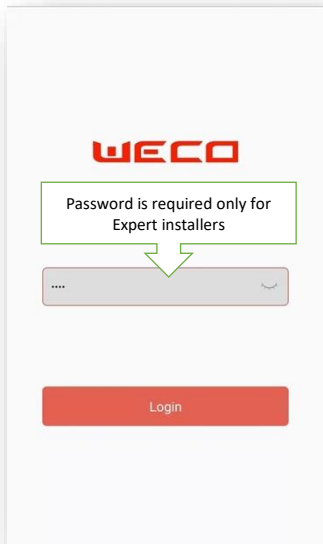 WECO
Password is required only for
Expert installers
····
Login